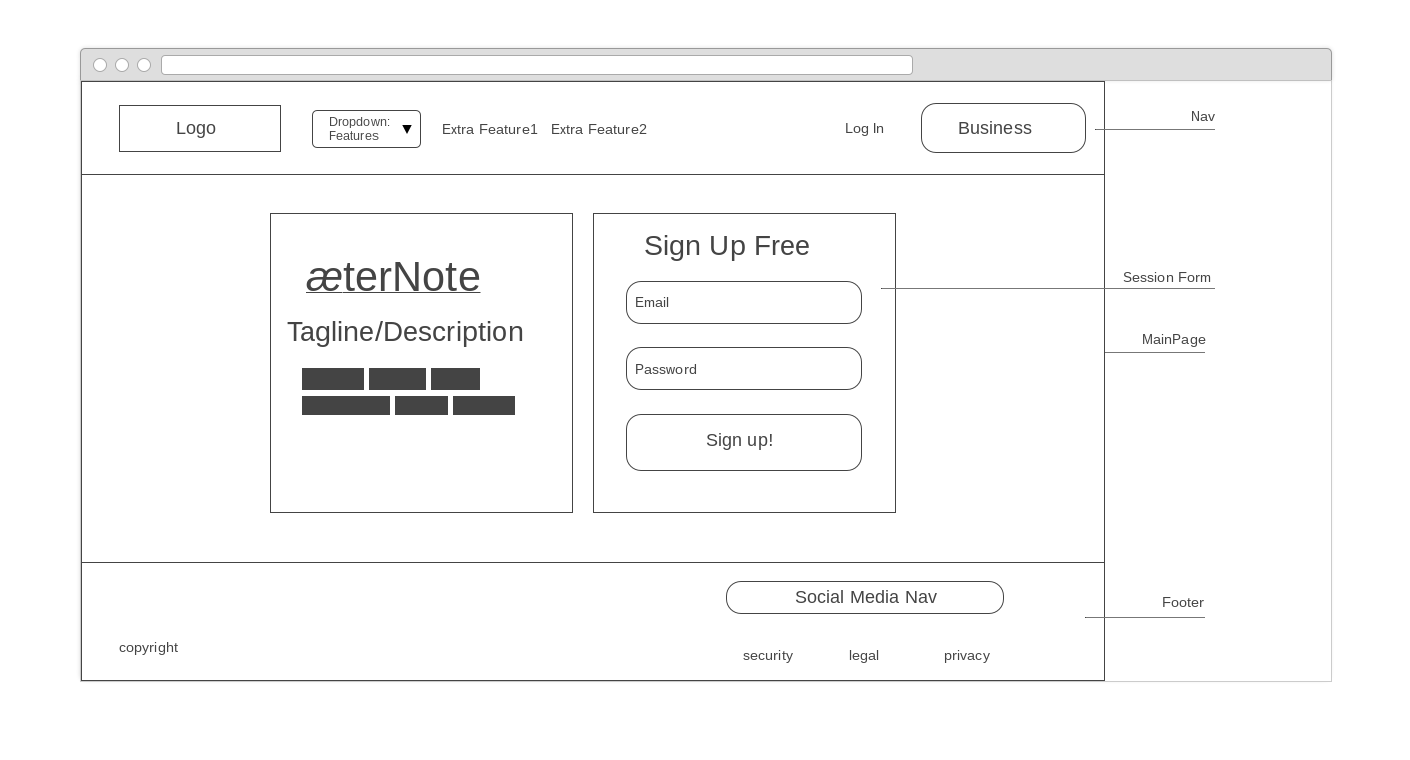 Logo
Dropdown:
Features
Extra Feature1
Extra Feature2
Log In
Business
Nav
æterNote
Tagline/Description
Sign Up Free
Email
Password
Sign up!
Session Form
MainPage
Social Media Nav
Footer
copyright
security
legal
privacy